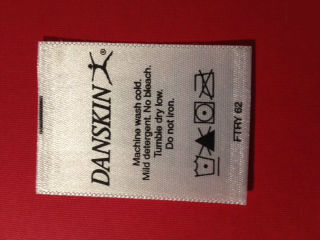 DANSKIN®
Machine wash cold.
Mild detergent. No bleach.
Tumble dry low.
Do not iron.
FTRY 62